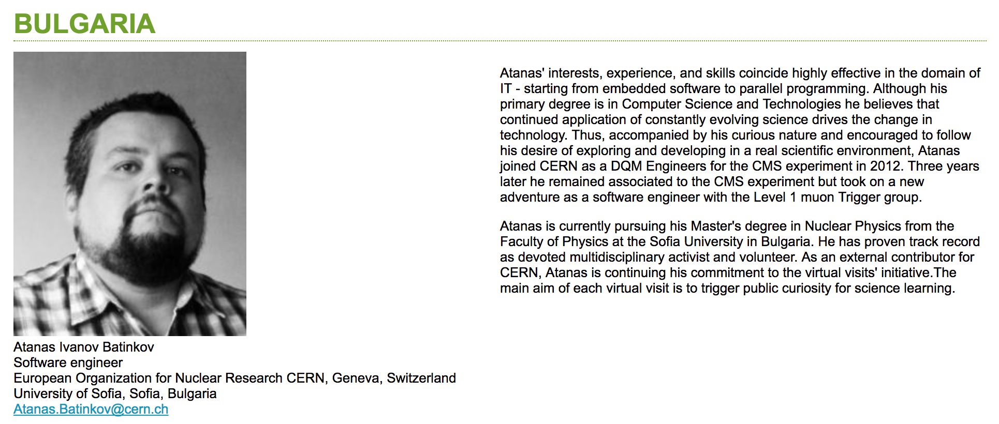 BULGARIA
Atanas Ivanov Batinkov
Software engineer
European Organization for Nuclear Research CERN, Geneva, Switzerland
University of Sofia, Sofia, Bulgaria
Atanas.Batinkov@cern.ch
Atanas' interests, experience, and skills coincide highly effective in the domain of
IT - starting from embedded software to parallel programming. Although his
primary degree is in Computer Science and Technologies he believes that
continued application of constantly evolving science drives the change in
technology. Thus, accompanied by his curious nature and encouraged to follow
his desire of exploring and developing in a real scientific environment, Atanas
joined CERN as a DQM Engineers for the CMS experiment in 2012. Three years
later he remained associated to the CMS experiment but took on a new
adventure as a software engineer with the Level 1 muon Trigger group.
Atanas is currently pursuing his Master's degree in Nuclear Physics from the
Faculty of Physics at the Sofia University in Bulgaria. He has proven track record
as devoted multidisciplinary activist and volunteer. As an external contributor for
CERN, Atanas is continuing his commitment to the virtual visits' initiative.The
main aim of each virtual visit is to trigger public curiosity for science learning.